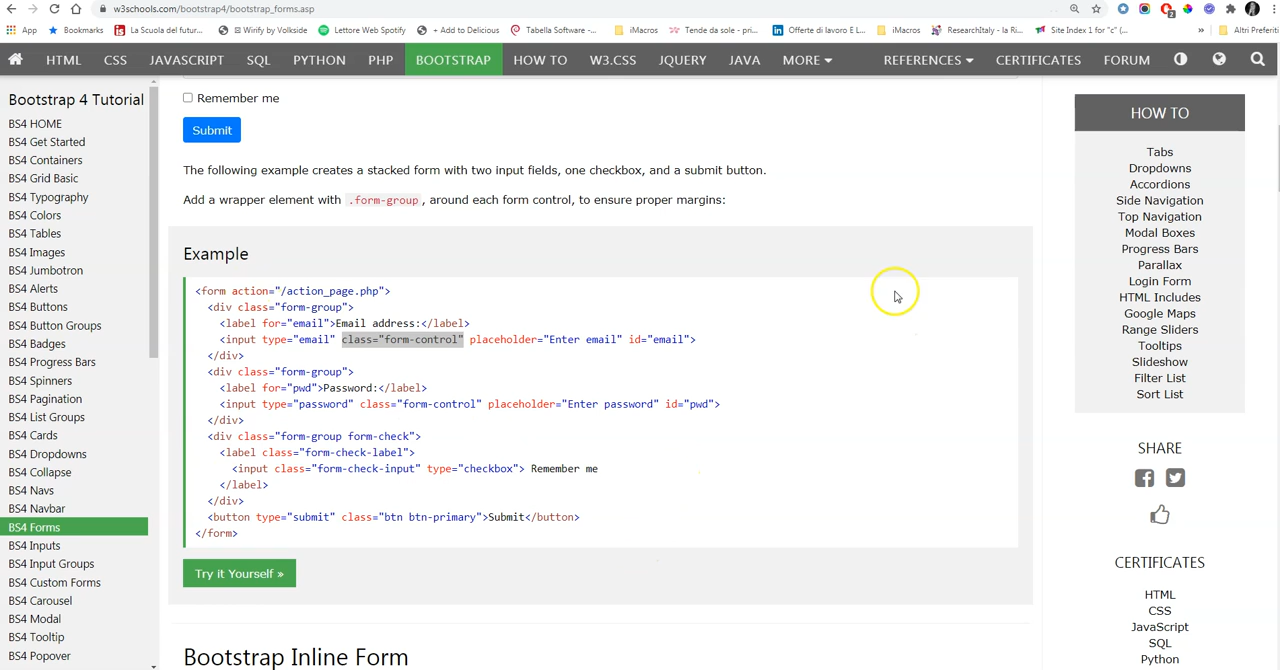 w3schools.com/bootstrap4/bootstrap_forms.asp
App Bookmarks La Scuola del futur... Wirify by Volkside Lettore Web Spotify + Add to Delicious Tabella Software -... iMacros Tende da sole - pri... Offerte di lavoro E L... iMacros ResearchItaly - la Ri... Site Index 1 for "c" (... » Altri Preferiti
HTML CSS JAVASCRIPT SQL PYTHON PHP BOOTSTRAP HOW TO W3.CSS JQUERY JAVA MORE REFERENCES CERTIFICATES FORUM
Bootstrap 4 Tutorial
BS4 HOME
BS4 Get Started
BS4 Containers
BS4 Grid Basic
BS4 Typography
BS4 Colors
BS4 Tables
BS4 Images
BS4 Jumbotron
BS4 Alerts
BS4 Buttons
BS4 Button Groups
BS4 Badges
BS4 Progress Bars
BS4 Spinners
BS4 Pagination
BS4 List Groups
BS4 Cards
BS4 Dropdowns
BS4 Collapse
BS4 Navs
BS4 Navbar
BS4 Forms
BS4 Inputs
BS4 Input Groups
BS4 Custom Forms
BS4 Carousel
BS4 Modal
BS4 Tooltip
BS4 Popover
Remember me
Submit
The following example creates a stacked form with two input fields, one checkbox, and a submit button.
Add a wrapper element with .form-group, around each form control, to ensure proper margins:
Example
<form action="/action_page.php">
<div class="form-group">
<label for="email">Email address:</label>
<input type="email" class="form-control" placeholder="Enter email" id="email">
</div>
<div class="form-group">
<label for="pwd">Password:</label>
<input type="password" class="form-control" placeholder="Enter password" id="pwd">
</div>
<div class="form-group form-check">
<label class="form-check-label">
<input class="form-check-input" type="checkbox"> Remember me
</label>
</div>
<button type="submit" class="btn btn-primary">Submit</button>
</form>
Try it Yourself »
Bootstrap Inline Form
HOW TO
Tabs
Dropdowns
Accordions
Side Navigation
Top Navigation
Modal Boxes
Progress Bars
Parallax
Login Form
HTML Includes
Google Maps
Range Sliders
Tooltips
Slideshow
Filter List
Sort List
SHARE
CERTIFICATES
HTML
CSS
JavaScript
SQL
Python